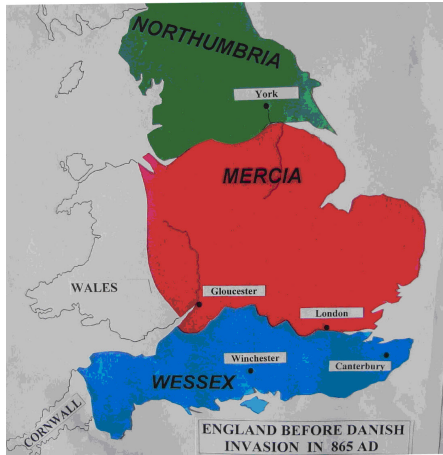 NORTHUMBRIA
York
MERCIA
WALES
Gloucester
London
Winchester
Canterbury
WESSEX
CORNWALL
ENGLAND BEFORE DANISH
INVASION IN 865 AD